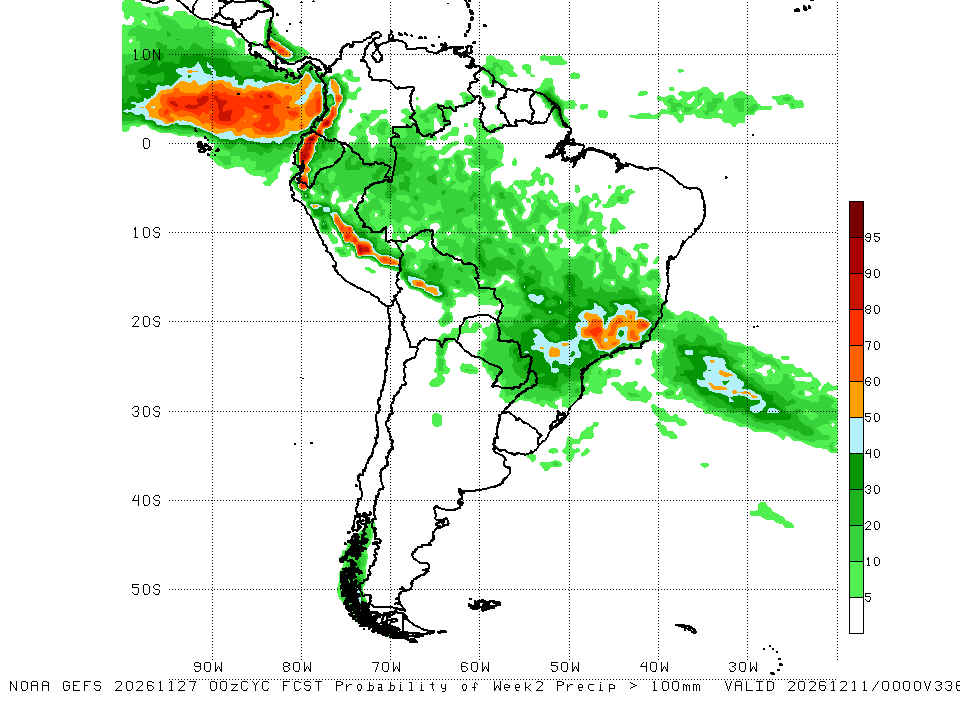 10N
0
10S
20S
30S
40S
50S
90W
80W
70W
60W
50W
40W
30W
95
90
80
70
60
50
40
30
20
10
5
NOAA GEFS 20261127 00zCYC FCST Probability of Week2 Precip > 100mm VALID 20261211/0000V336